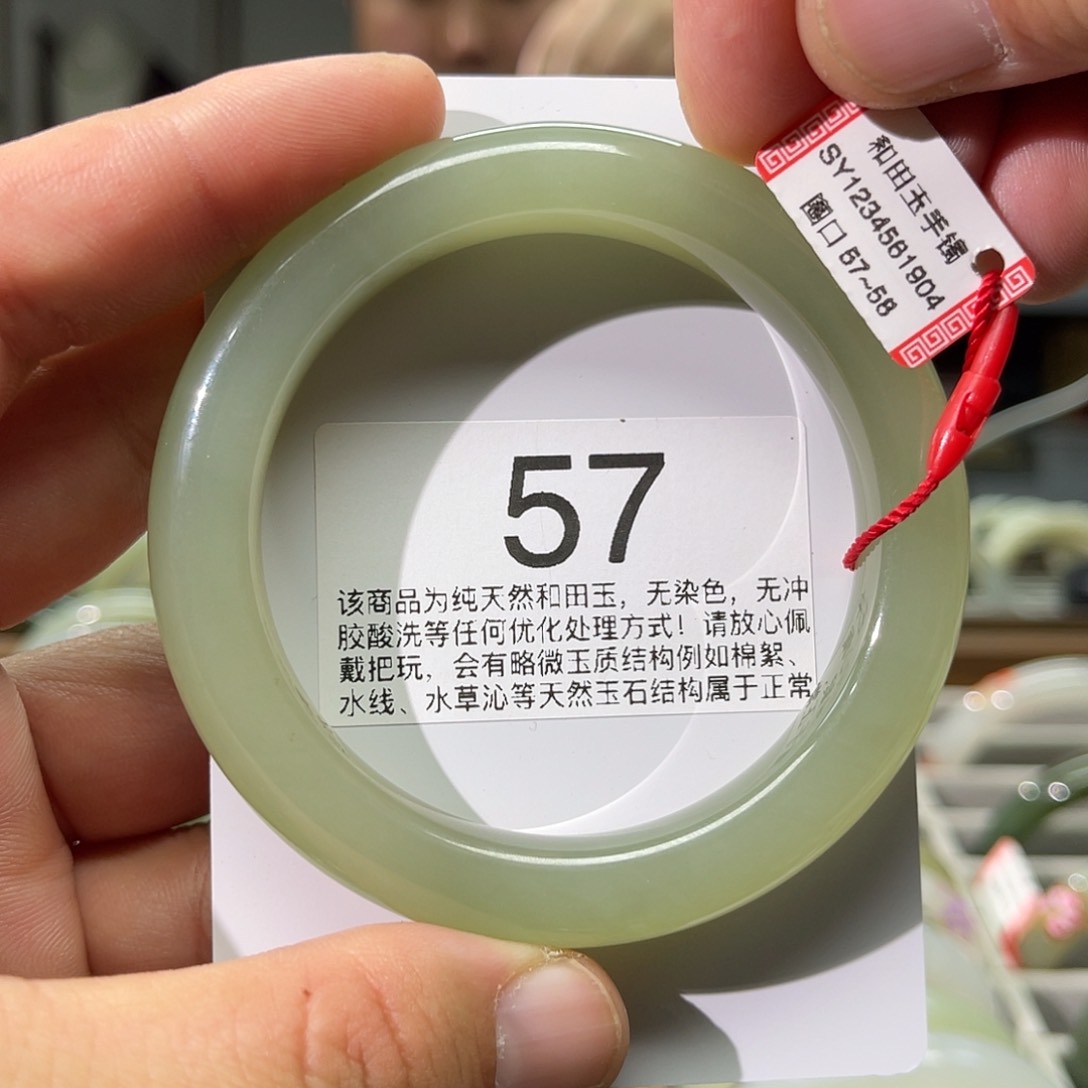 和田玉手镯
SY1234561904
圈口 57~58
57
该商品为纯天然和田玉，无染色，无冲
胶酸洗等任何优化处理方式！请放心佩
戴把玩，会有略微玉质结构例如棉絮、
水线、水草沁等天然玉石结构属于正常